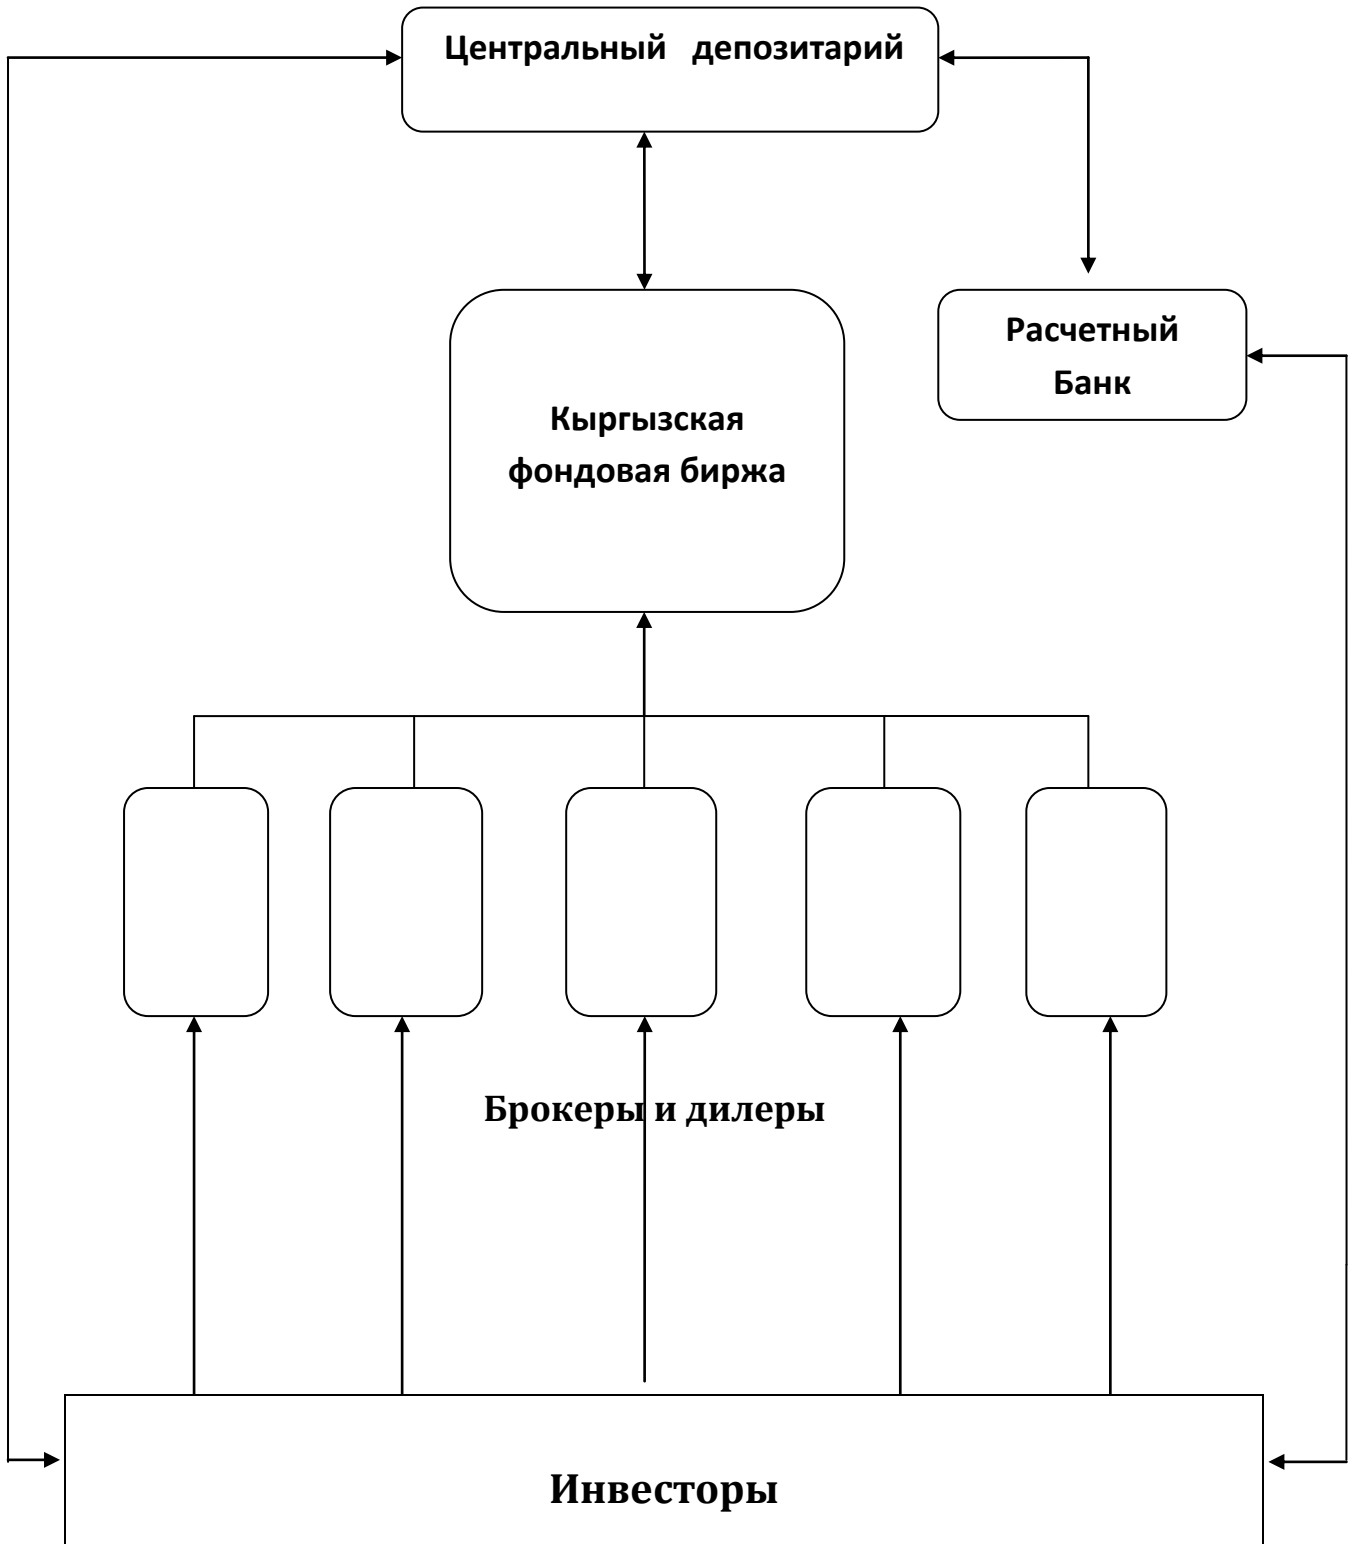 Центральный депозитарий
Расчетный
Банк
Кыргызская
фондовая биржа
Брокеры и дилеры
Инвесторы